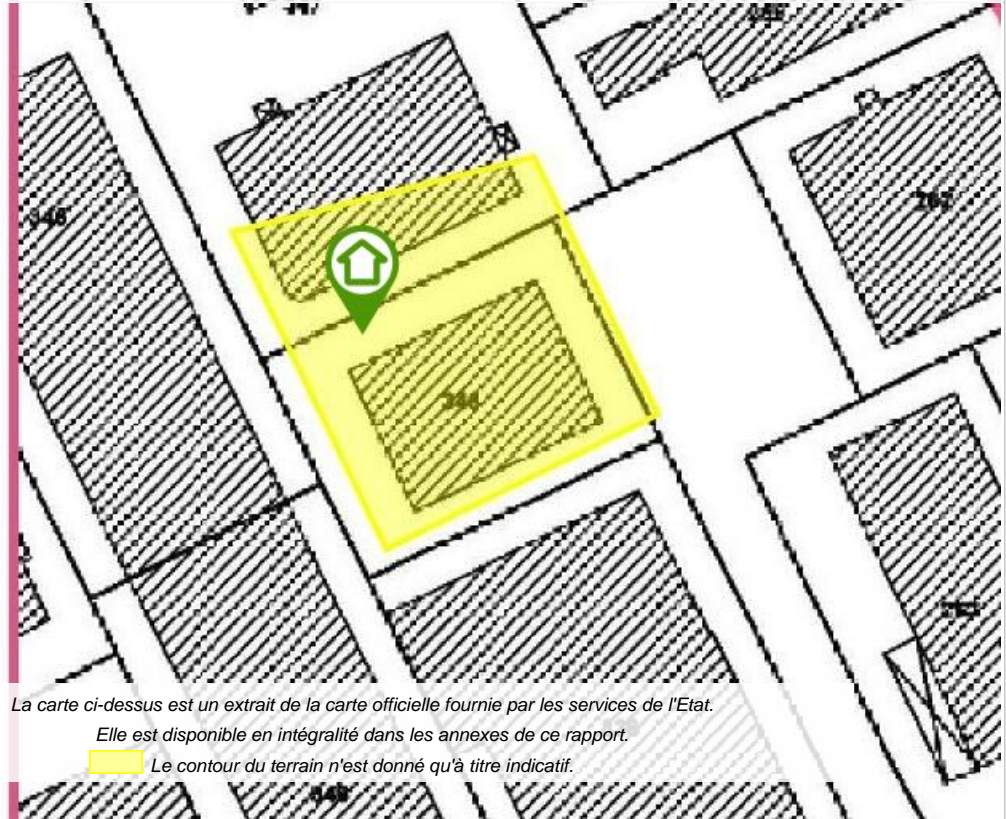 346
La carte ci-dessus est un extrait de la carte officielle fournie par les services de l'Etat.
Elle est disponible en intégralité dans les annexes de ce rapport.
Le contour du terrain n'est donné qu'à titre indicatif.